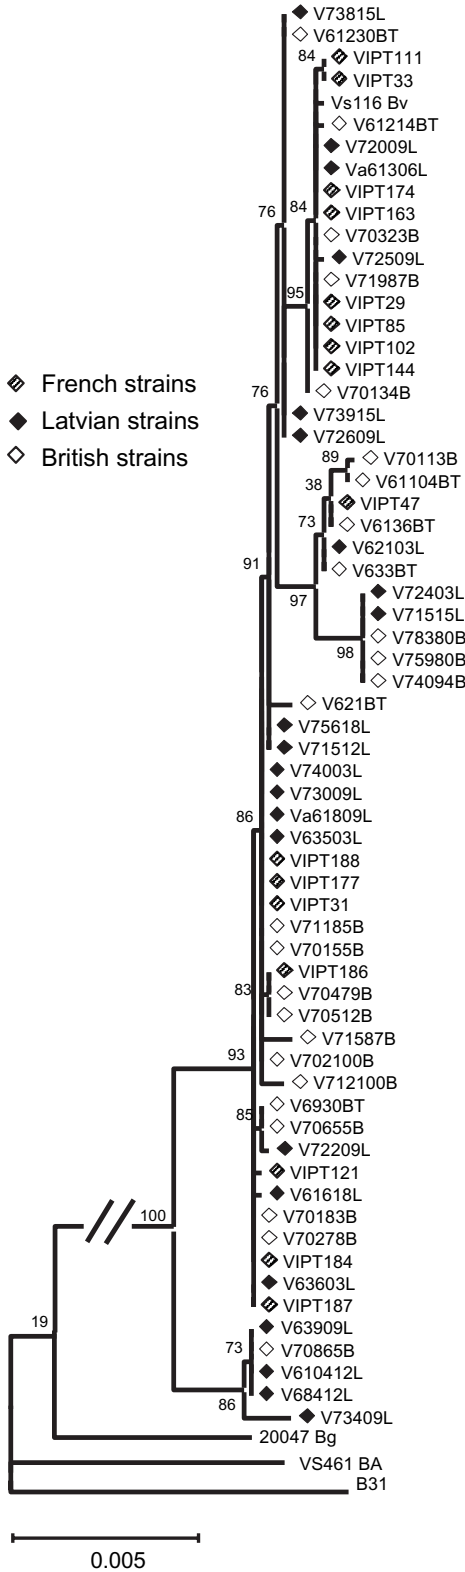 V73815L
V61230BT
84
VIPT111
VIPT33
Vs116 Bv
V61214BT
V72009L
Va61306L
VIPT174
76
84
VIPT163
V70323B
V72509L
V71987B
95
VIPT29
VIPT85
VIPT102
VIPT144
French strains
76
V70134B
Latvian strains
V73915L
V72609L
British strains
89
V70113B
V61104BT
38
VIPT47
73
V6136BT
V62103L
91
V633BT
97
V72403L
V71515L
V78380B
98
V75980B
V74094B
V621BT
V75618L
V71512L
V74003L
V73009L
86
Va61809L
V63503L
VIPT188
VIPT177
VIPT31
V71185B
V70155B
VIPT186
83
V70479B
V70512B
V71587B
93
V702100B
V712100B
V6930BT
85
V70655B
V72209L
VIPT121
V61618L
100
V70183B
V70278B
VIPT184
V63603L
VIPT187
19
V63909L
73
V70865B
V610412L
V68412L
86
V73409L
20047 Bg
VS461 BA
B31
0.005